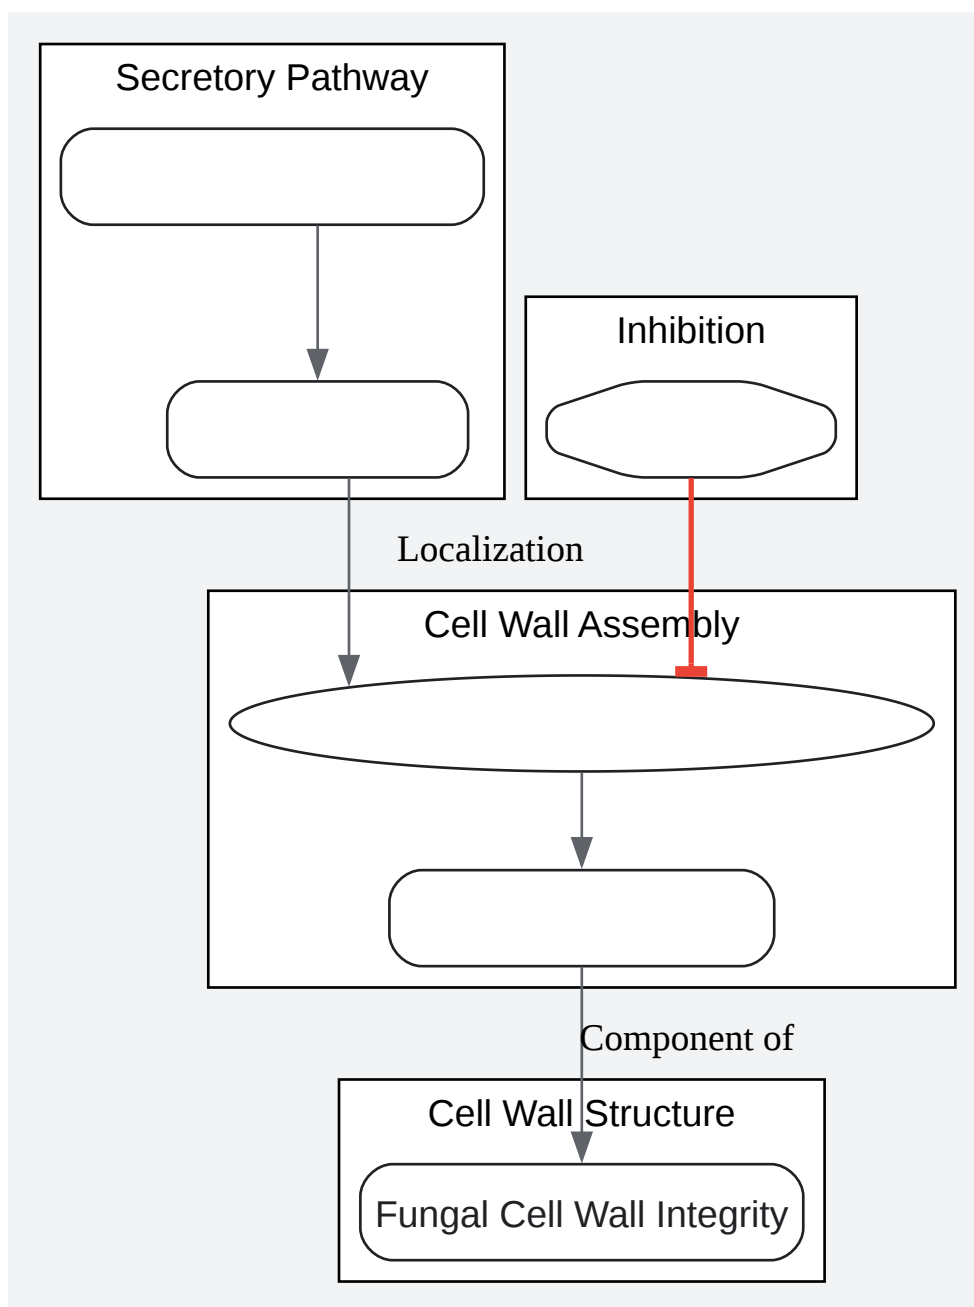 Secretory Pathway
Inhibition
Localization
Cell Wall Assembly
Component of
Cell Wall Structure
Fungal Cell Wall Integrity